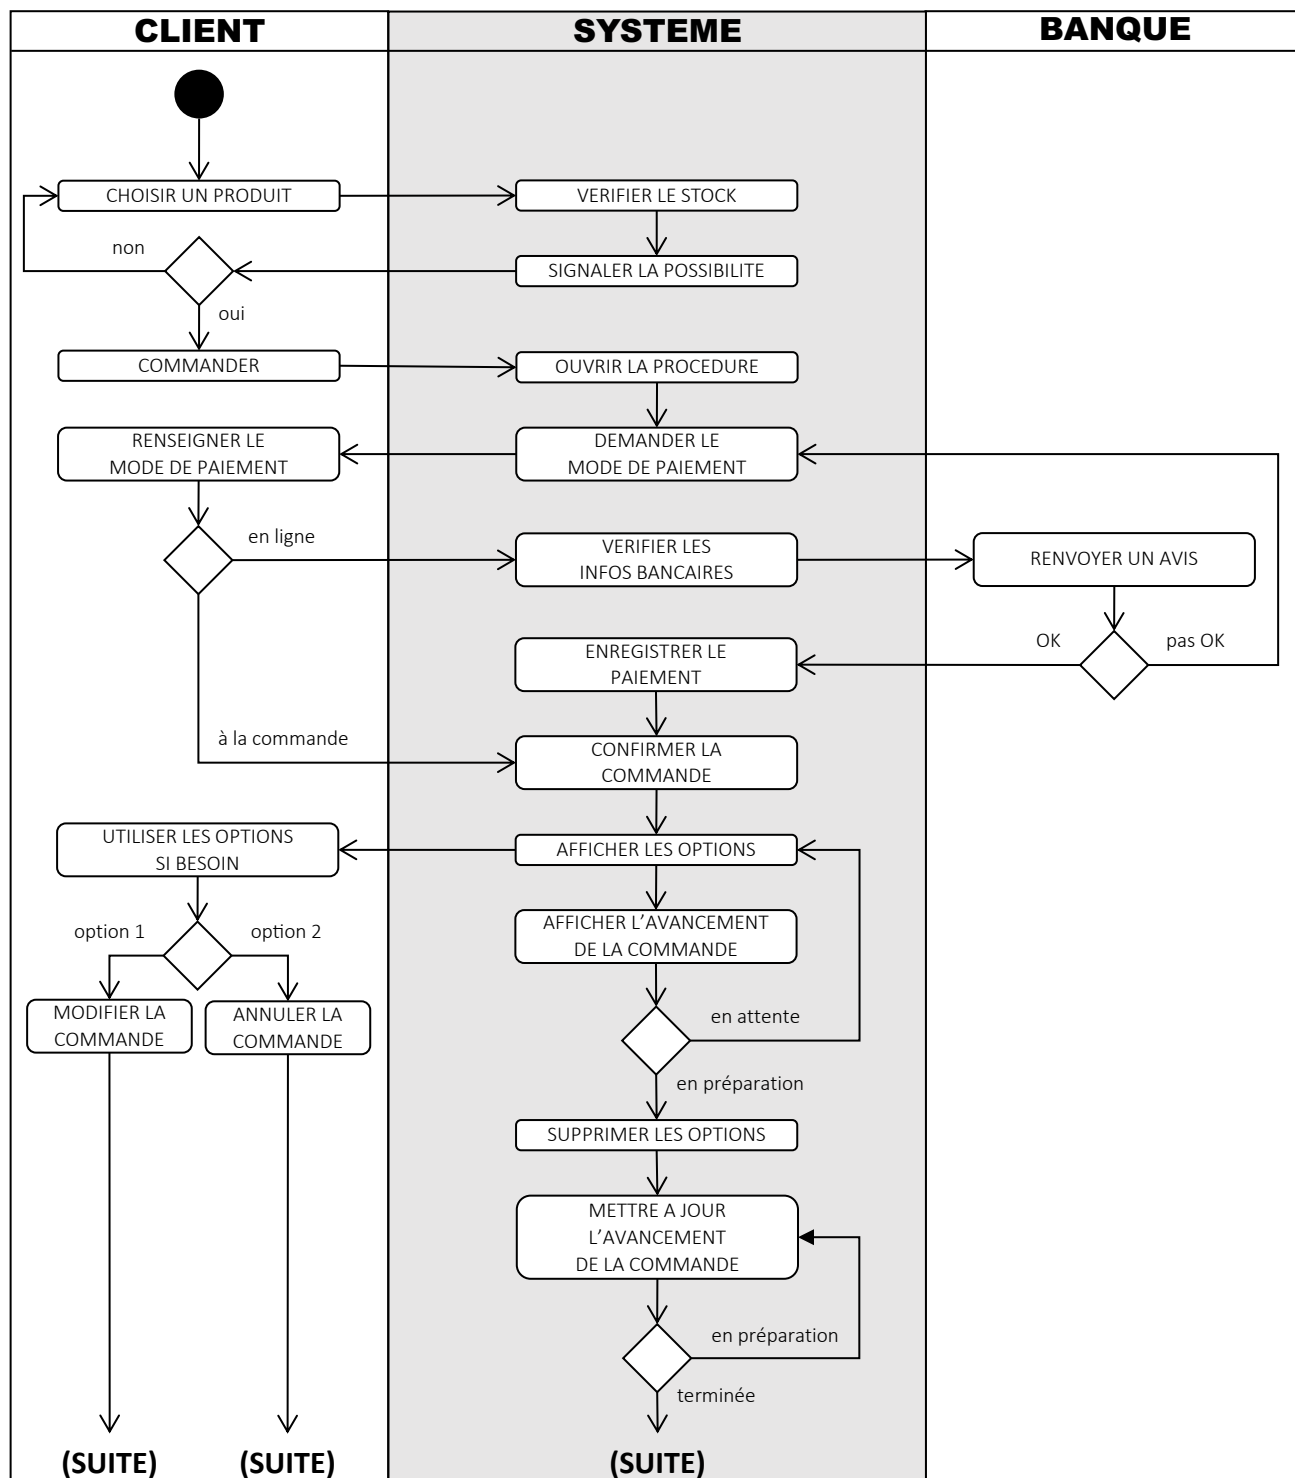 CLIENT
SYSTEME
BANQUE
CHOISIR UN PRODUIT
VERIFIER LE STOCK
non
SIGNALER LA POSSIBILITE
oui
COMMANDER
OUVRIR LA PROCEDURE
RENSEIGNER LE
MODE DE PAIEMENT
DEMANDER LE
MODE DE PAIEMENT
en ligne
VERIFIER LES
INFOS BANCAIRES
RENVOYER UN AVIS
OK
pas OK
ENREGISTRER LE
PAIEMENT
à la commande
CONFIRMER LA
COMMANDE
UTILISER LES OPTIONS
SI BESOIN
AFFICHER LES OPTIONS
option 1
option 2
AFFICHER L’AVANCEMENT
DE LA COMMANDE
MODIFIER LA
COMMANDE
ANNULER LA
COMMANDE
en attente
en préparation
SUPPRIMER LES OPTIONS
METTRE A JOUR
L’AVANCEMENT
DE LA COMMANDE
en préparation
terminée
(SUITE)
(SUITE)
(SUITE)